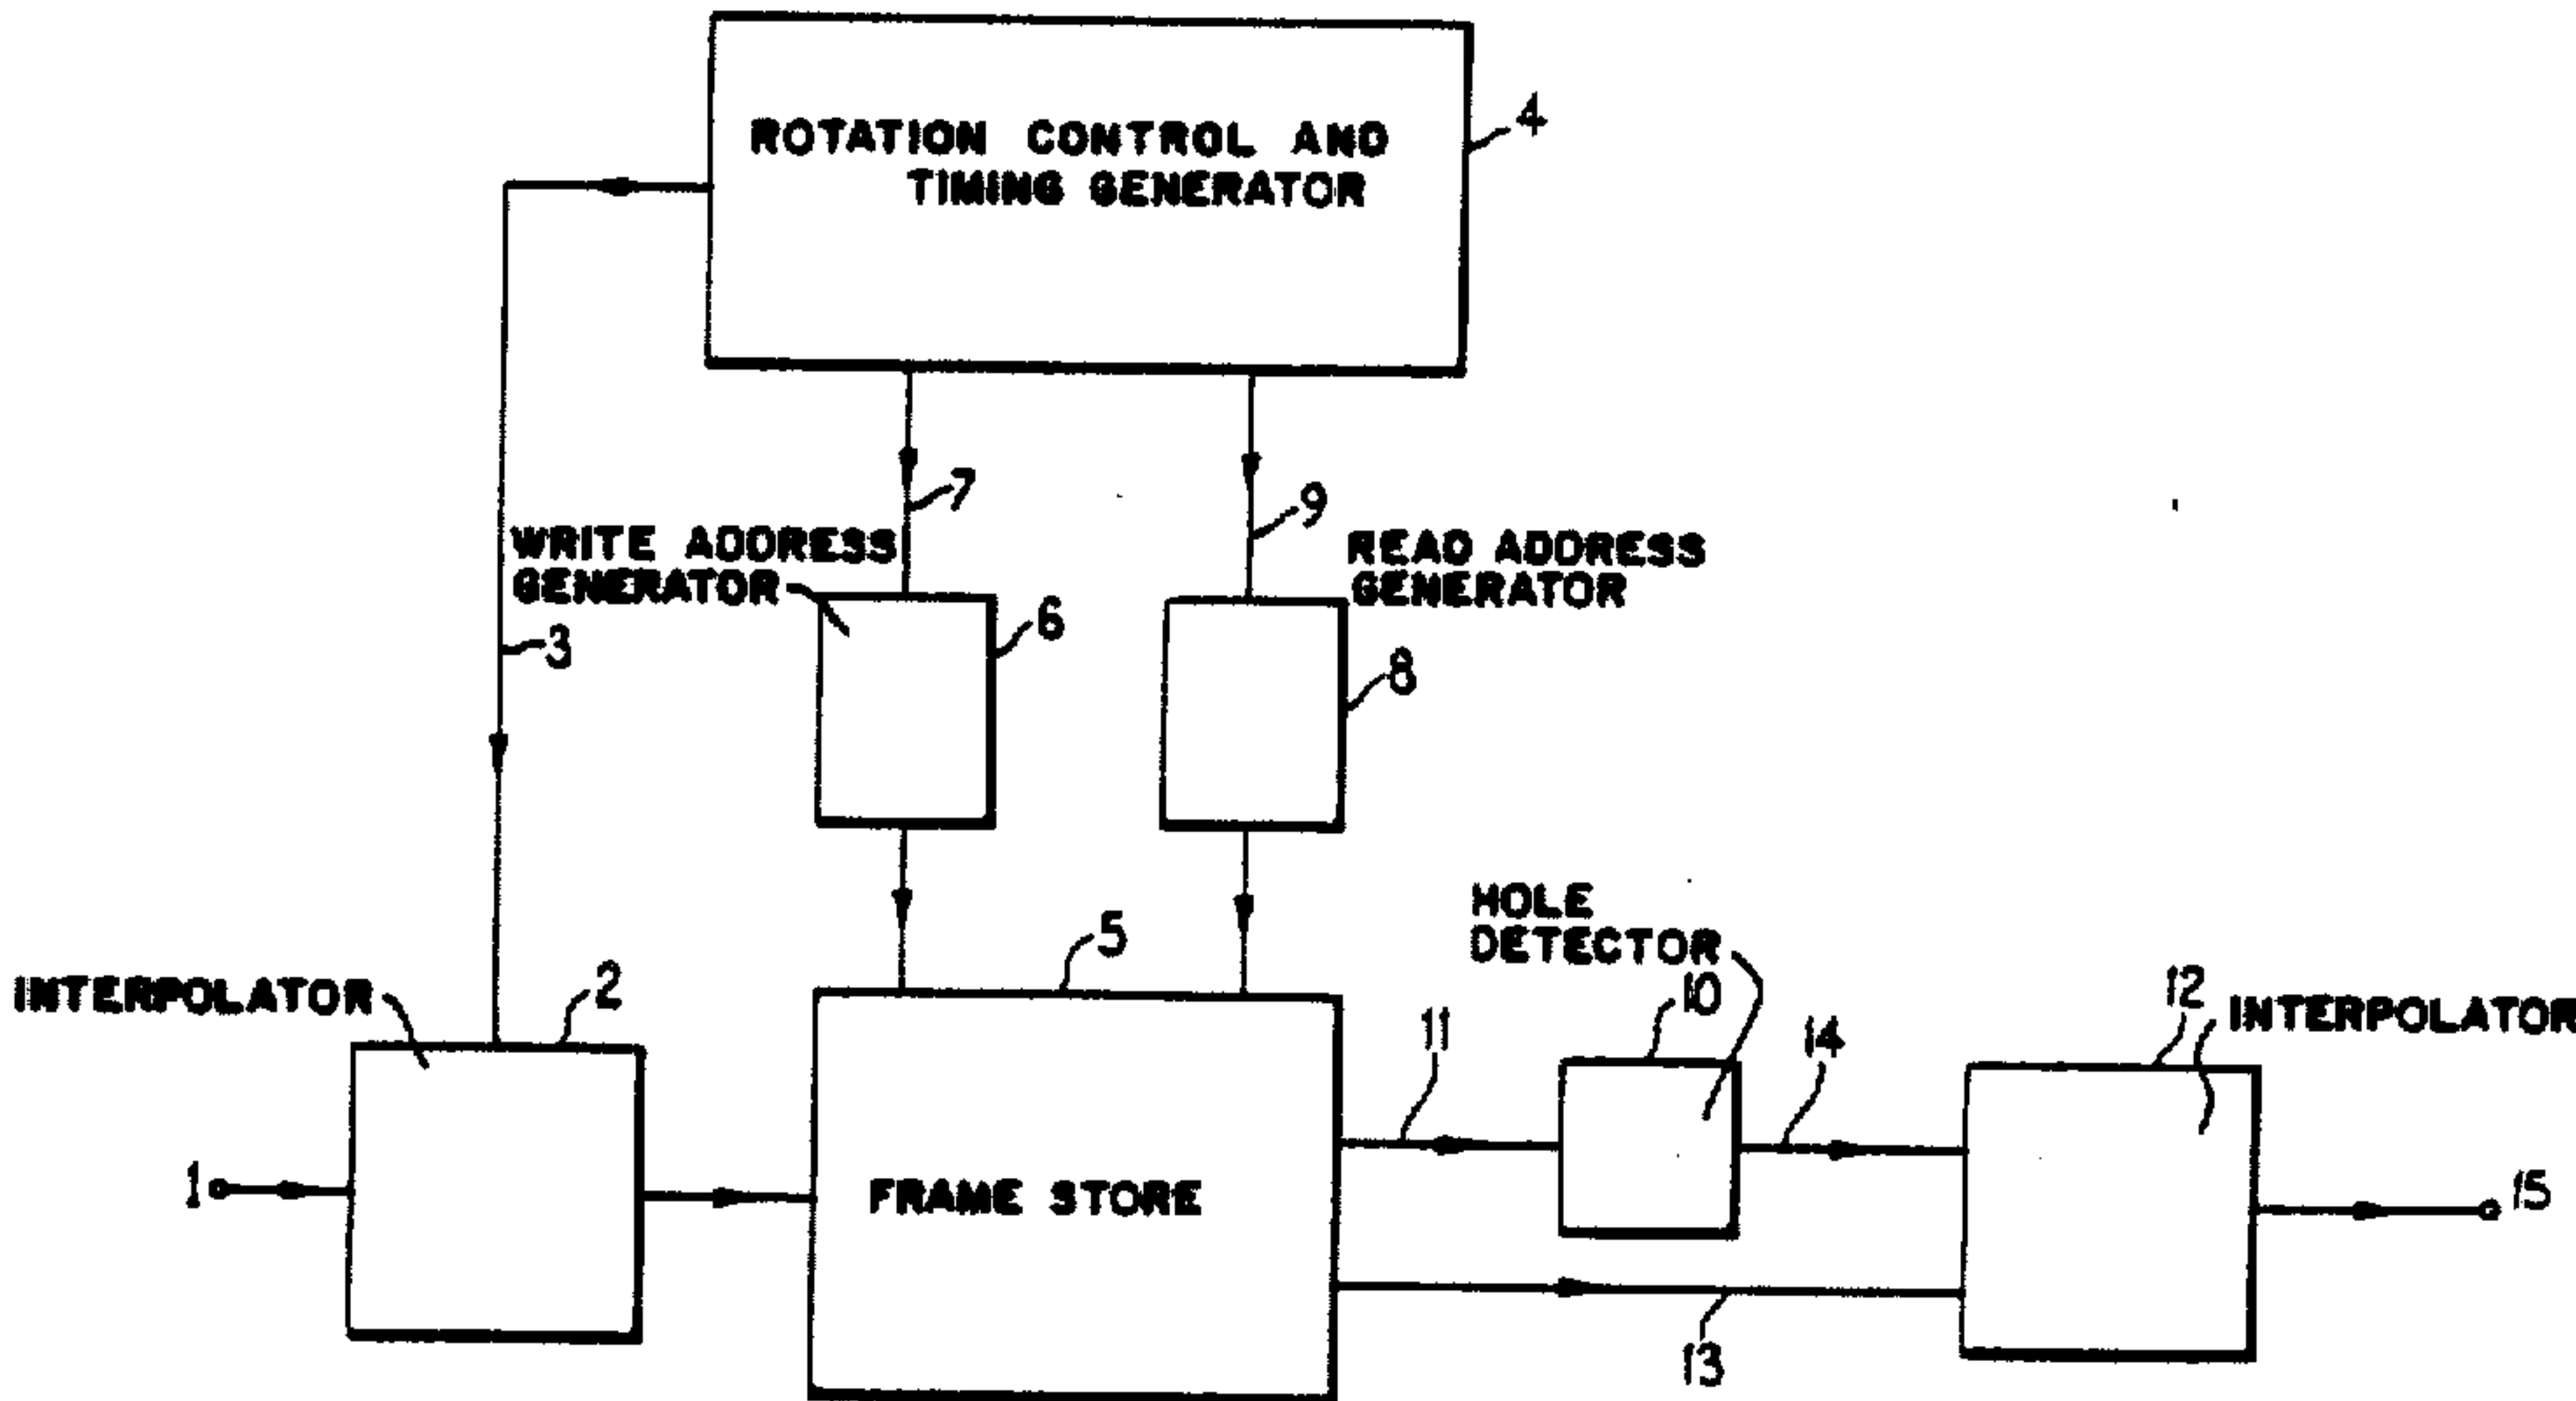 ROTATION CONTROL AND
TIMING GENERATOR
4
7
9
WRITE ADDRESS
GENERATOR
READ ADDRESS
GENERATOR
3
6
8
5
HOLE
DETECTOR
INTERPOLATOR
2
10
12
INTERPOLATOR
11
14
1
FRAME STORE
15
13